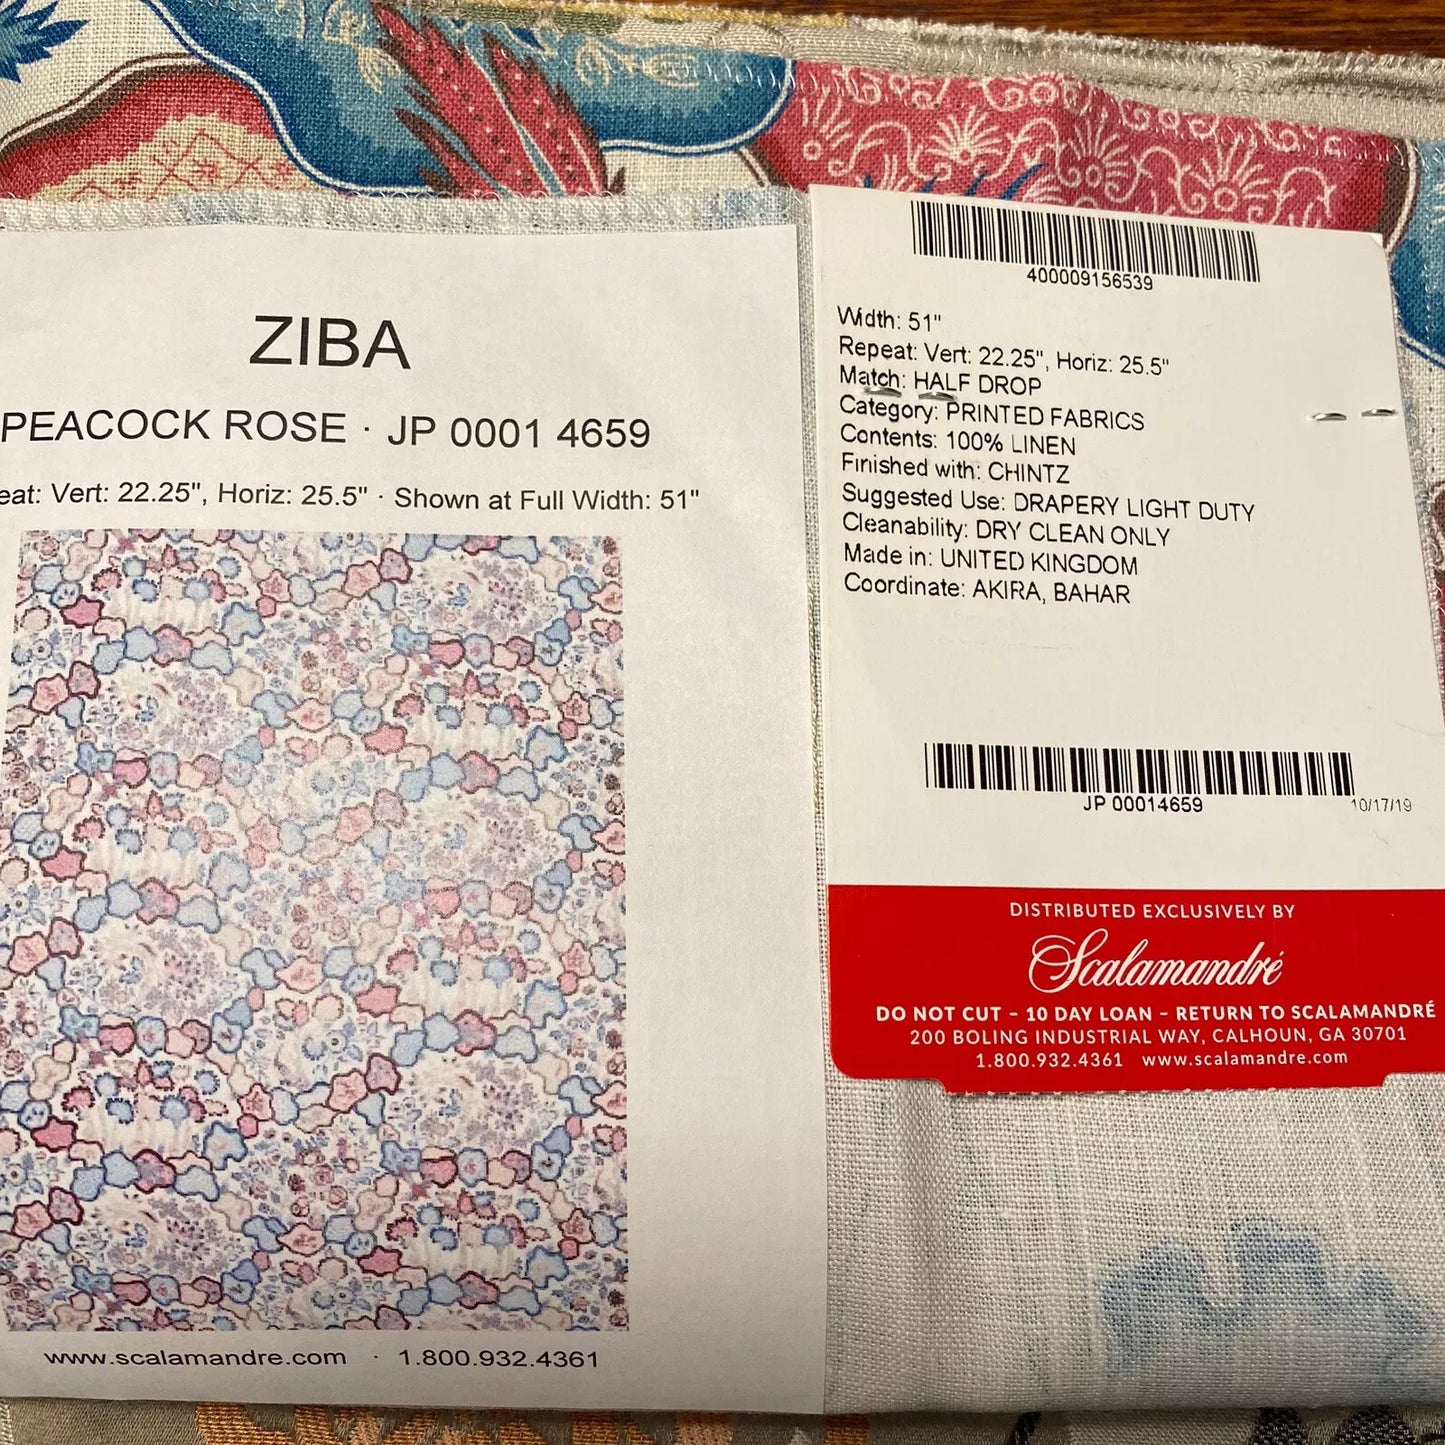 ZIBA
PEACOCK ROSE · JP 0001 4659
eat: Vert: 22.25", Horiz: 25.5" · Shown at Full Width: 51"
www.scalamandre.com · 1.800.932.4361
400009156539
Width: 51"
Repeat: Vert: 22.25", Horiz: 25.5"
Match: HALF DROP
Category: PRINTED FABRICS
Contents: 100% LINEN
Finished with: CHINTZ
Suggested Use: DRAPERY LIGHT DUTY
Cleanability: DRY CLEAN ONLY
Made in: UNITED KINGDOM
Coordinate: AKIRA, BAHAR
JP 00014659
10/17/19
DISTRIBUTED EXCLUSIVELY BY
Scalamandré
DO NOT CUT – 10 DAY LOAN – RETURN TO SCALAMANDRÉ
200 BOLING INDUSTRIAL WAY, CALHOUN, GA 30701
1.800.932.4361 www.scalamandre.com